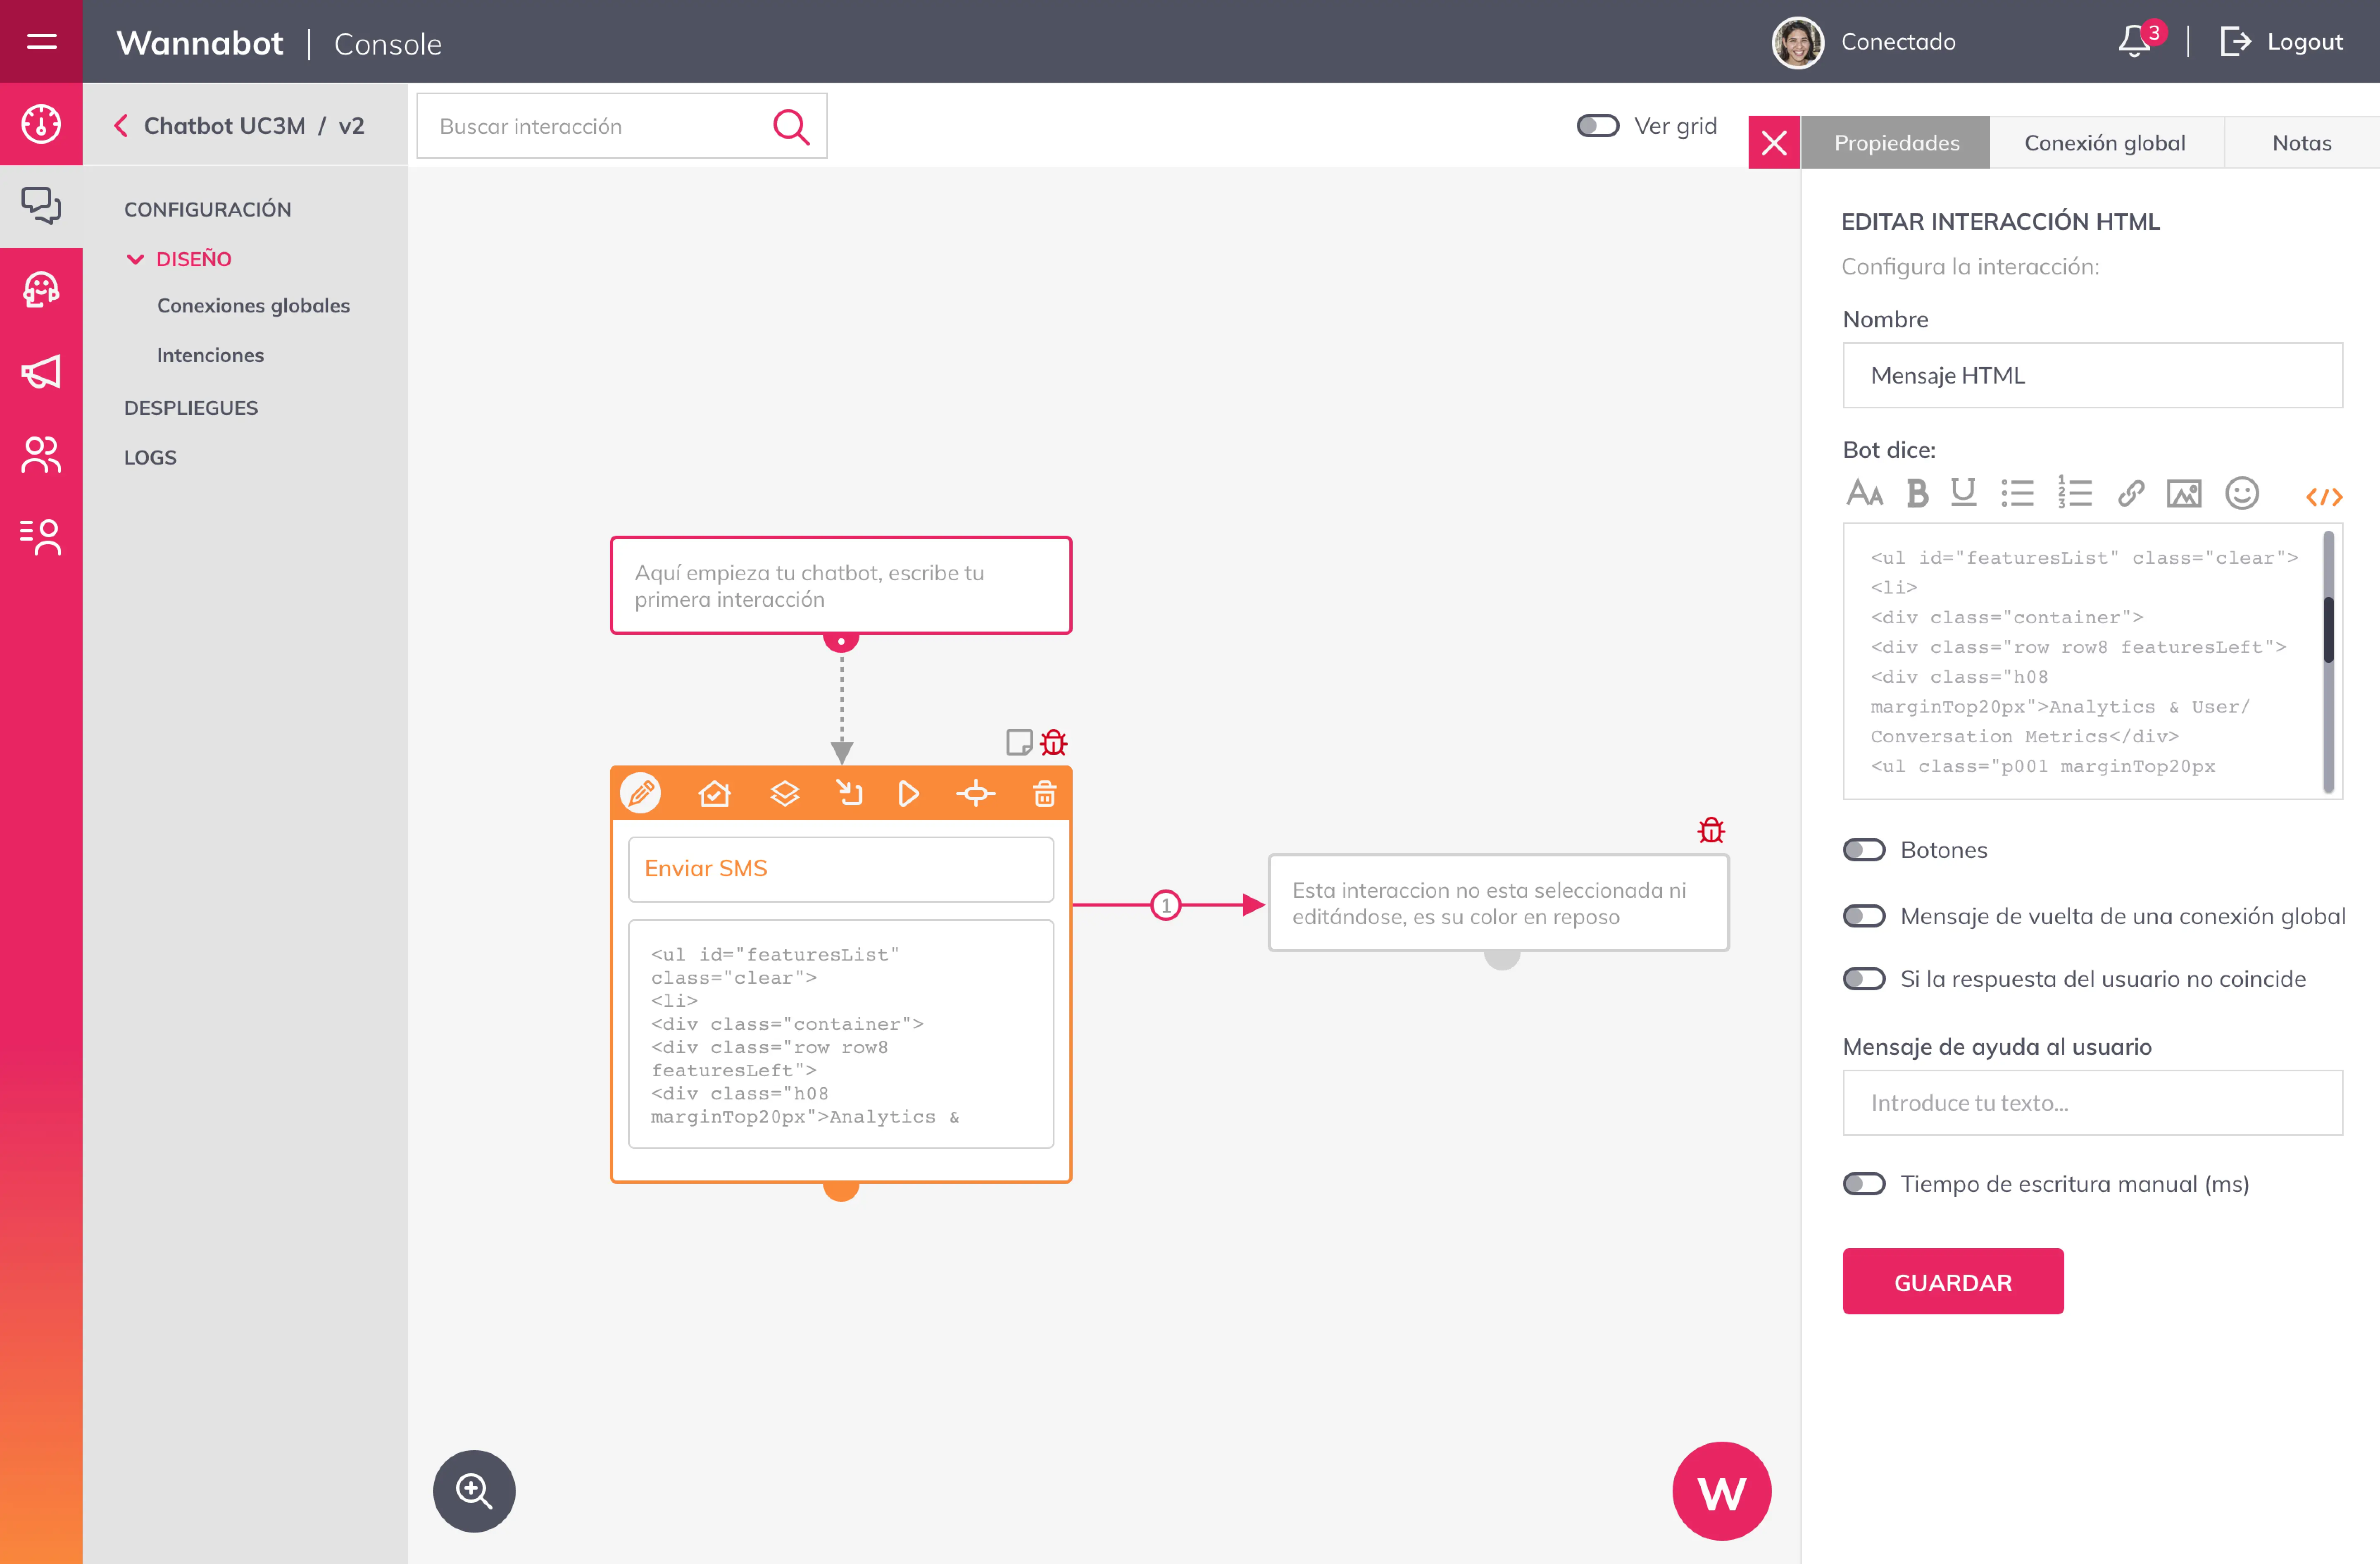 Wannabot | Console
Conectado
3
Logout
Chatbot UC3M / v2
CONFIGURACIÓN
DISEÑO
Conexiones globales
Intenciones
DESPLIEGUES
LOGS
Buscar interacción
Ver grid
Aquí empieza tu chatbot, escribe tu
primera interacción
Enviar SMS
<ul id="featuresList"
class="clear">
<li>
<div class="container">
<div class="row row8
featuresLeft">
<div class="h08
marginTop20px">Analytics &
1
Esta interaccion no esta seleccionada ni
editándose, es su color en reposo
W
Propiedades
Conexión global
Notas
EDITAR INTERACCIÓN HTML
Configura la interacción:
Nombre
Mensaje HTML
Bot dice:
<ul id="featuresList" class="clear">
<li>
<div class="container">
<div class="row row8 featuresLeft">
<div class="h08
marginTop20px">Analytics & User/
Conversation Metrics</div>
<ul class="p001 marginTop20px
Botones
Mensaje de vuelta de una conexión global
Si la respuesta del usuario no coincide
Mensaje de ayuda al usuario
Introduce tu texto...
Tiempo de escritura manual (ms)
GUARDAR